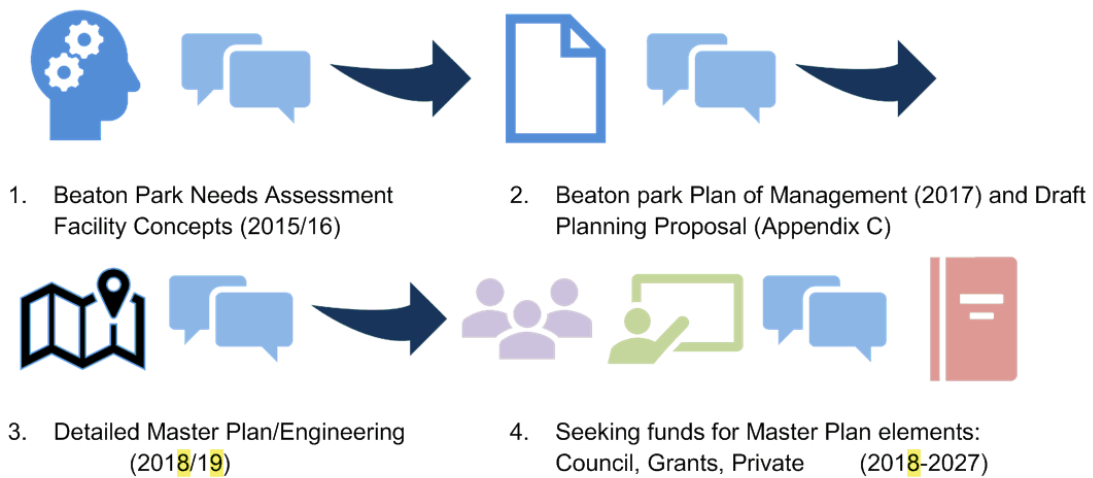 1. Beaton Park Needs Assessment
Facility Concepts (2015/16)
2. Beaton park Plan of Management (2017) and Draft
Planning Proposal (Appendix C)
3. Detailed Master Plan/Engineering
(2018/19)
4. Seeking funds for Master Plan elements:
Council, Grants, Private (2018-2027)